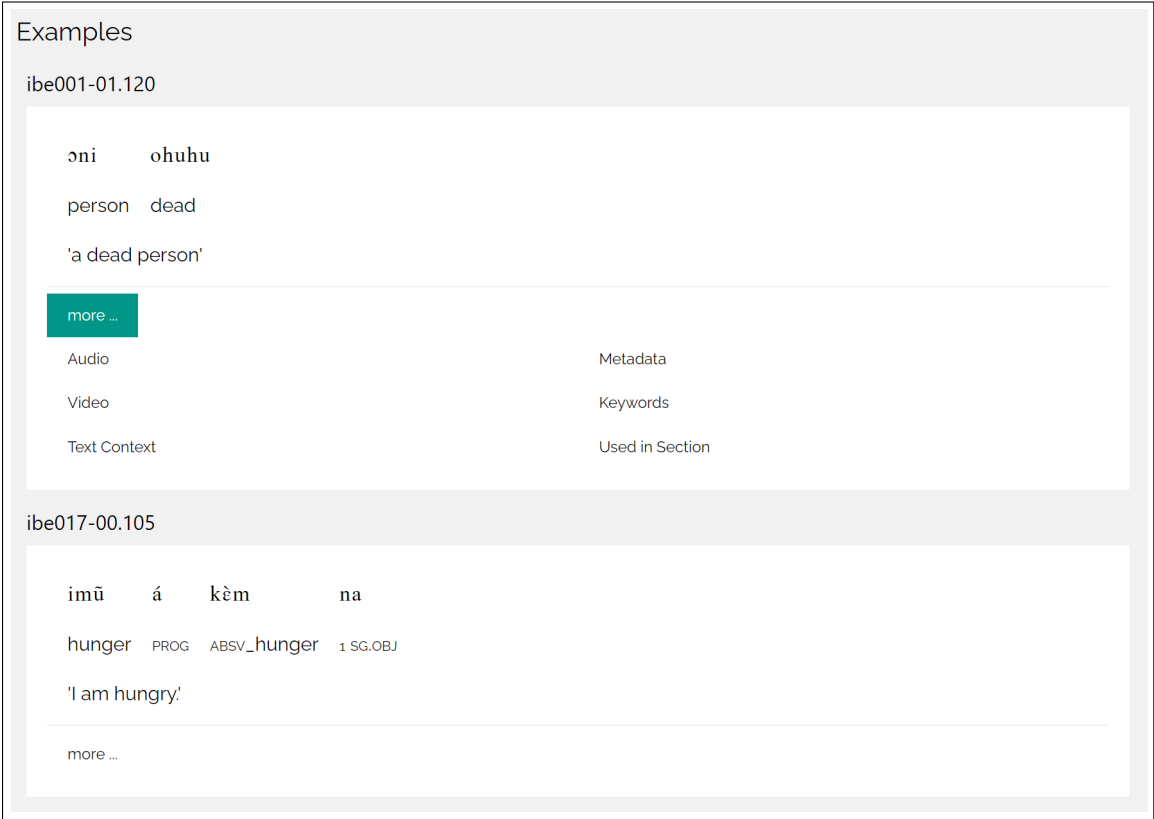 Examples
ibe001-01.120
ɔni ohuhu
person dead
'a dead person'
more ...
Audio Metadata
Video Keywords
Text Context Used in Section
ibe017-00.105
imũ á kɛ̀m na
hunger PROG ABSV_hunger 1 SG.OBJ
'I am hungry.'
more ...